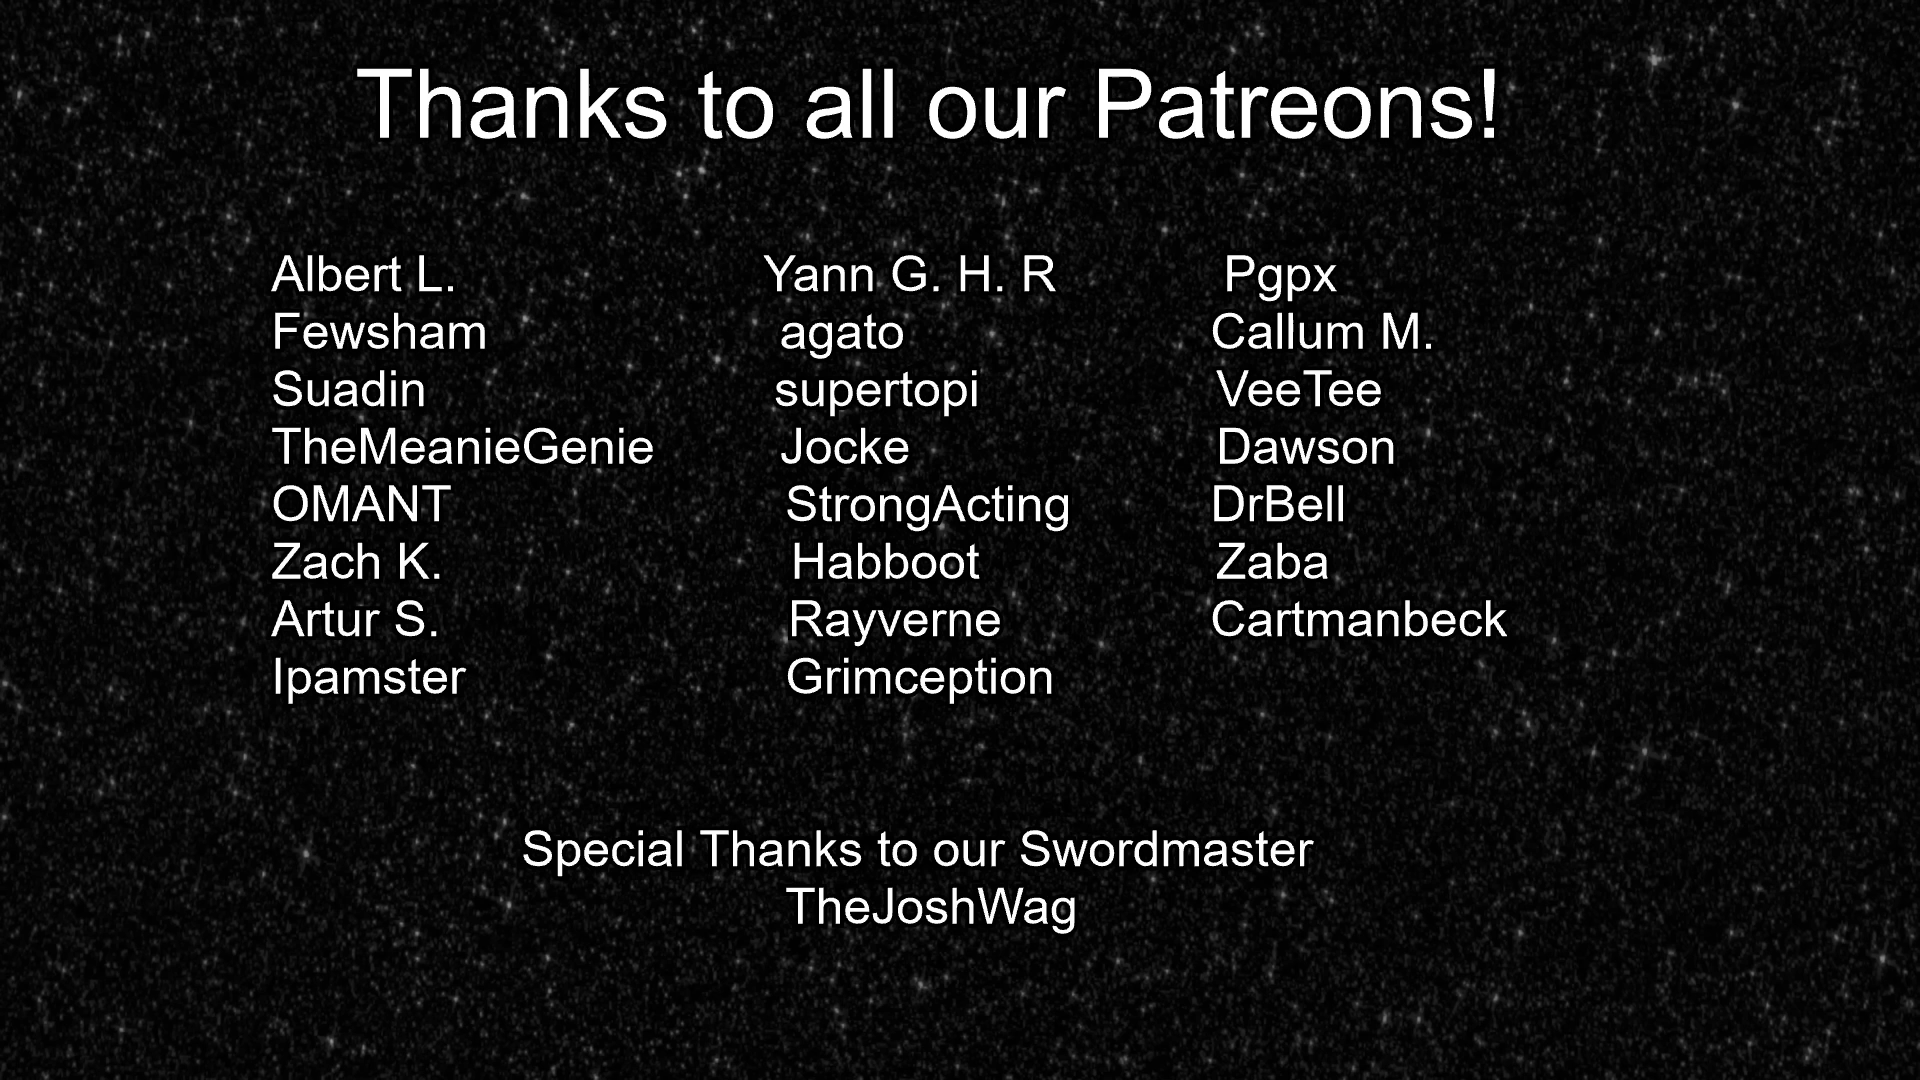 Thanks to all our Patreons!
Albert L. Yann G. H. R Pgpx
Fewsham agato Callum M.
Suadin supertopi VeeTee
TheMeanieGenie Jocke Dawson
OMANT StrongActing DrBell
Zach K. Habboot Zaba
Artur S. Rayverne Cartmanbeck
Ipamster Grimception
Special Thanks to our Swordmaster
TheJoshWag